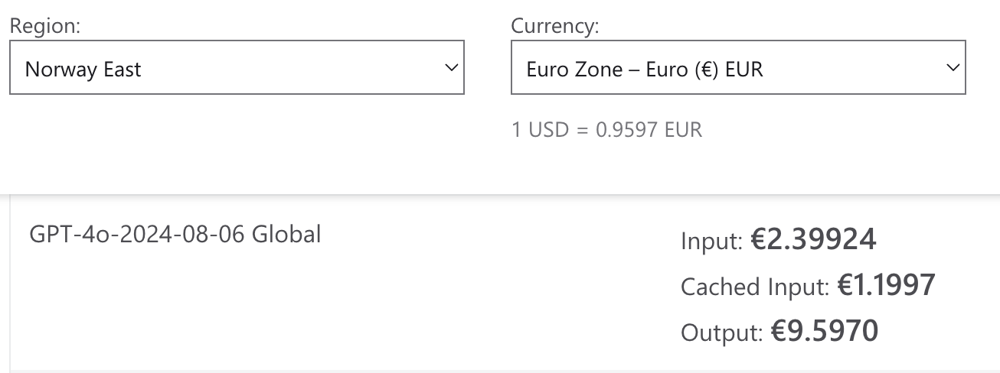 Region:
Currency:
Norway East
Euro Zone – Euro (€) EUR
1 USD = 0.9597 EUR
GPT-4o-2024-08-06 Global
Input: €2.39924
Cached Input: €1.1997
Output: €9.5970